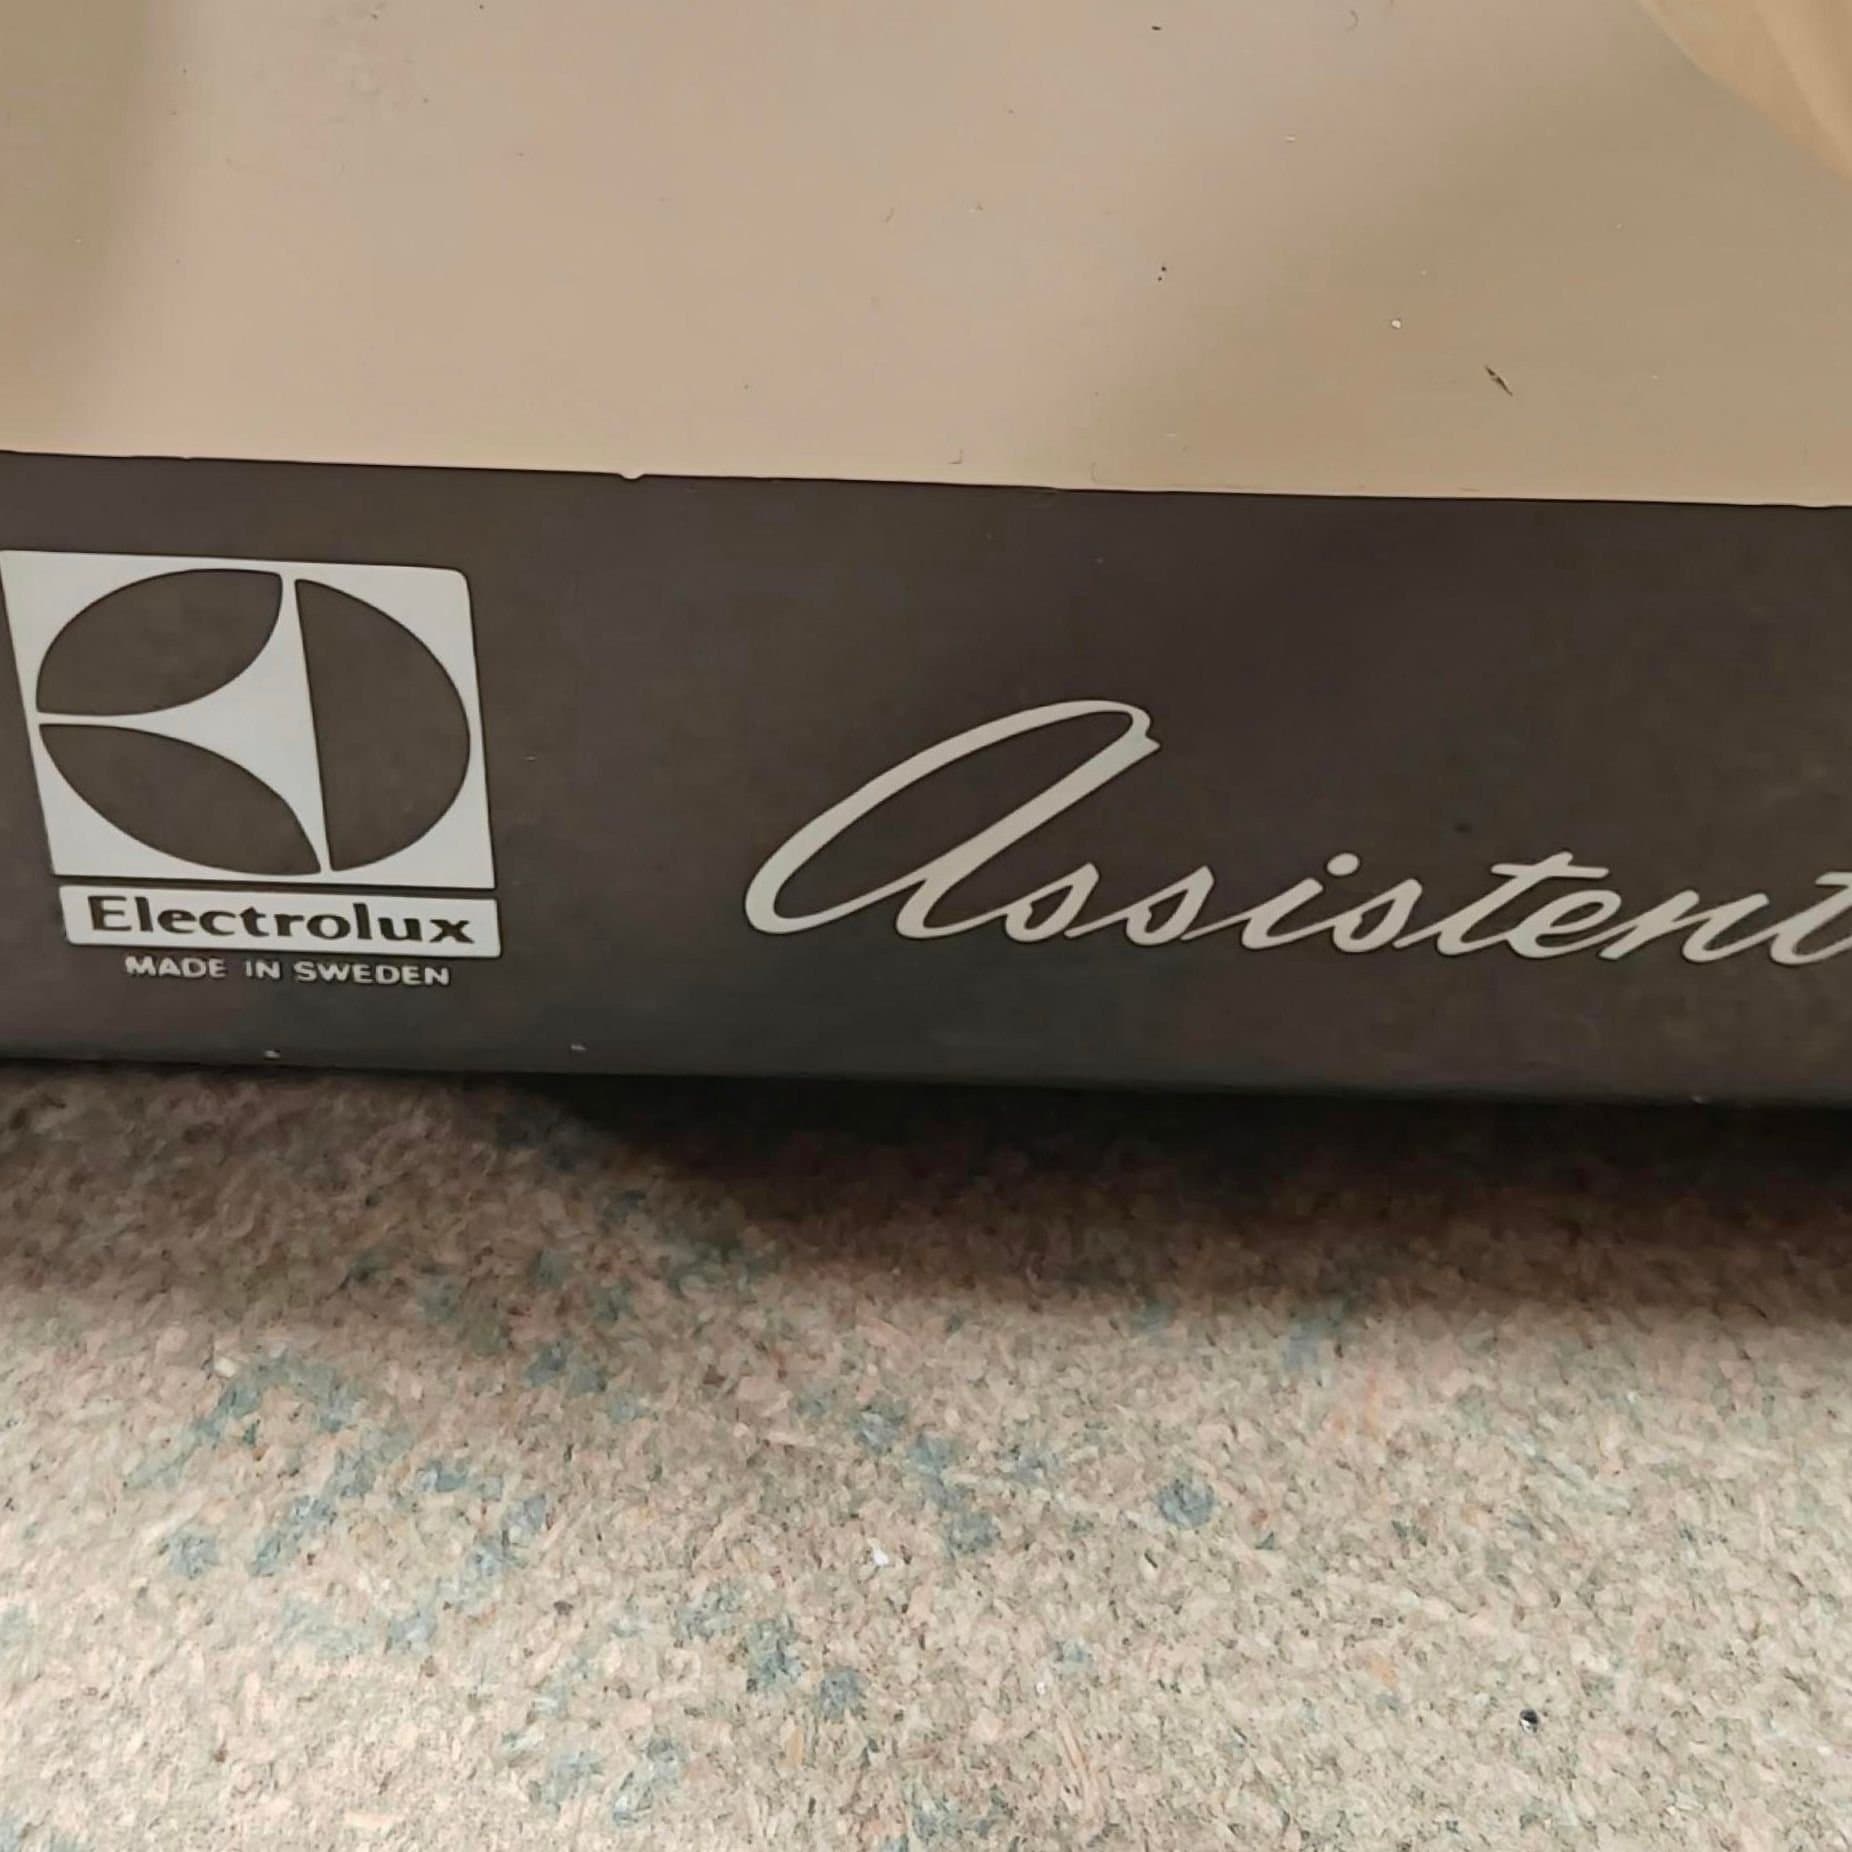 Electrolux
MADE IN SWEDEN
Assistent